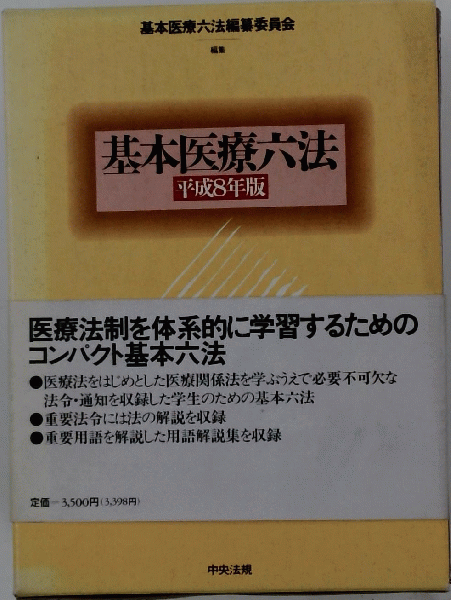 基本医療六法編纂委員会
編集
基本医療六法
平成8年版
医療法制を体系的に学習するための
コンパクト基本六法
●医療法をはじめとした医療関係法を学ぶうえで必要不可欠な
法令・通知を収録した学生のための基本六法
●重要法令には法の解説を収録
●重要用語を解説した用語解説集を収録
定価=3,500円(3,398円)
中央法規